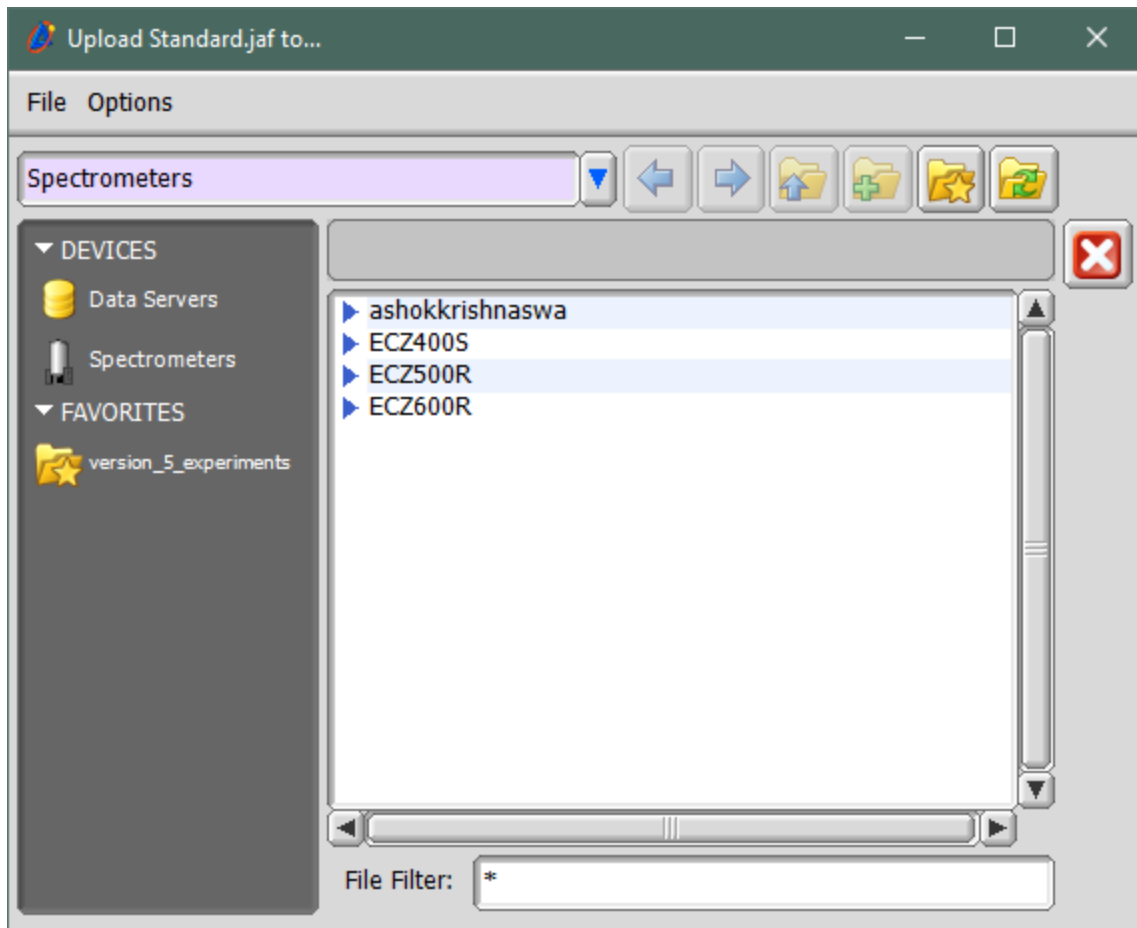 Upload Standard.jaf to...
File Options
Spectrometers
DEVICES
Data Servers
Spectrometers
FAVORITES
version_5_experiments
ashokkrishnaswa
ECZ400S
ECZ500R
ECZ600R
File Filter: *